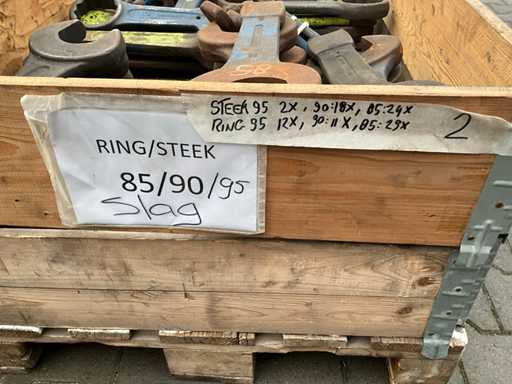 STEEK 95 2X, 90:18X, 85:24X
RING 95 12X, 90:11X, 85:29X
2
RING/STEEK
85/90/95
Slag